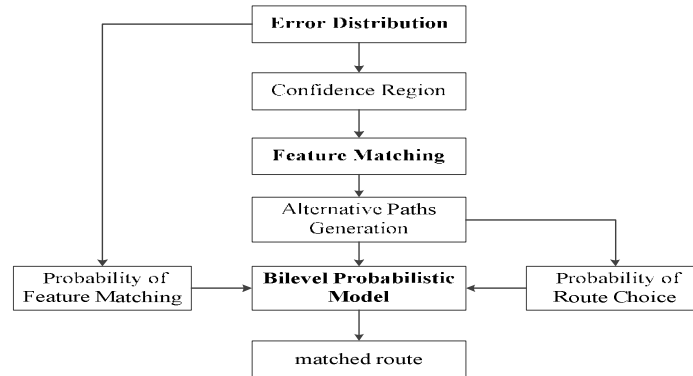 Error Distribution
Confidence Region
Feature Matching
Alternative Paths
Generation
Probability of
Feature Matching
Bilevel Probabilistic
Model
Probability of
Route Choice
matched route